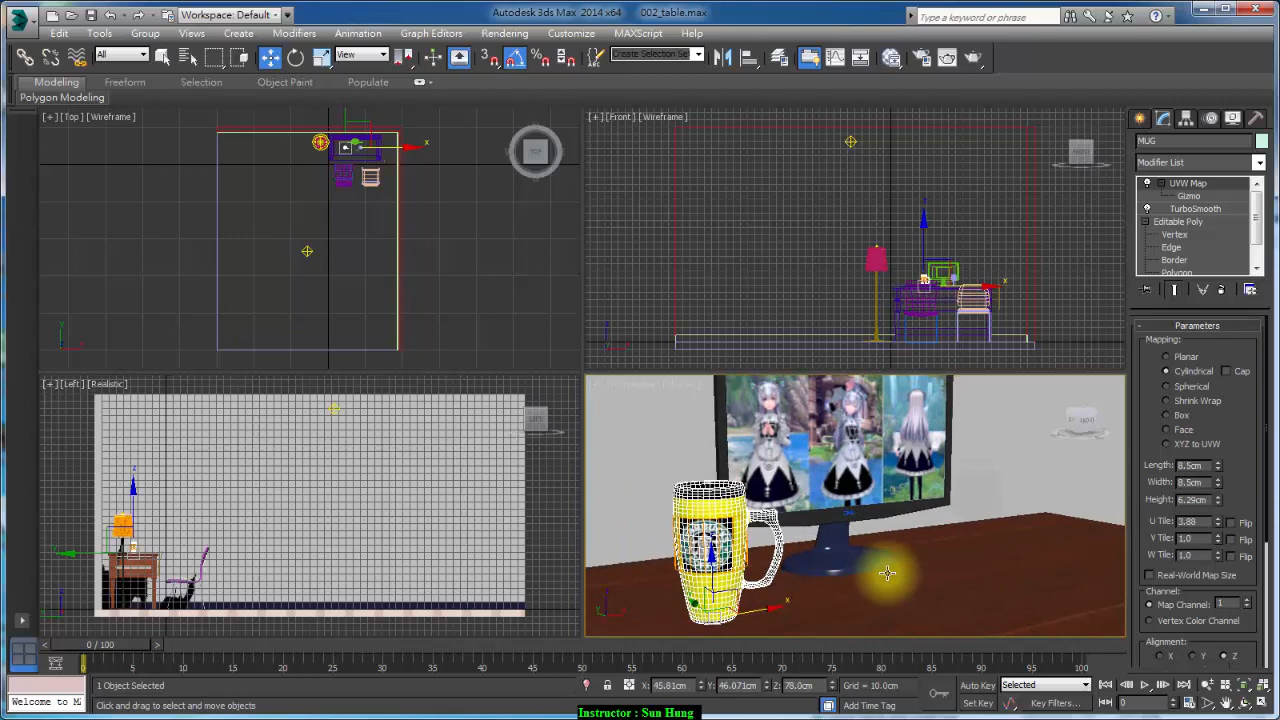 Workspace: Default
Autodesk 3ds Max 2014 x64 002_table.max
Type a keyword or phrase
Edit Tools Group Views Create Modifiers Animation Graph Editors Rendering Customize MAXScript Help
All
View
Create Selection Se
Modeling Freeform Selection Object Paint Populate
Polygon Modeling
[+] [Top] [Wireframe]
TOP
[+] [Front] [Wireframe]
FRONT
MUG
Modifier List
UVW Map
Gizmo
TurboSmooth
Editable Poly
Vertex
Edge
Border
Polygon
Parameters
Mapping:
Planar
Cylindrical Cap
Spherical
Shrink Wrap
Box
Face
XYZ to UVW
Length: 8.5cm
Width: 8.5cm
Height: 6.29cm
U Tile: 3.88 Flip
V Tile: 1.0 Flip
W Tile: 1.0 Flip
Real-World Map Size
Channel:
Map Channel: 1
Vertex Color Channel
Alignment:
X Y Z
[+] [Left] [Realistic]
LEFT
0 / 100
0 5 10 15 20 25 30 35 40 45 50 55 60 65 70 75 80 85 90 95 100
1 Object Selected
X: 45.81cm Y: 46.071cm Z: 78.0cm Grid = 10.0cm
Auto Key Selected
Welcome to M
Click and drag to select and move objects
Add Time Tag
Set Key Key Filters...
0
Instructor : Sun Hung